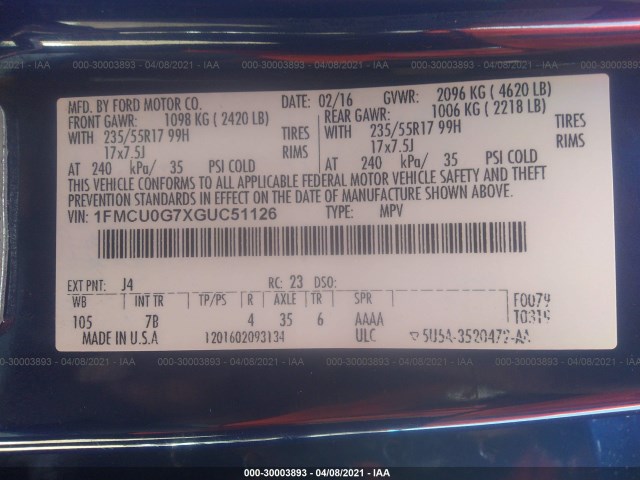 000-30003893 - 04/08/2021 - IAA
MFD. BY FORD MOTOR CO. DATE: 02/16 GVWR: 2096 KG ( 4620 LB)
FRONT GAWR: 1098 KG ( 2420 LB) REAR GAWR: 1006 KG ( 2218 LB)
WITH 235/55R17 99H TIRES WITH 235/55R17 99H TIRES
17x7.5J RIMS 17x7.5J RIMS
AT 240 kPa/ 35 PSI COLD AT 240 kPa/ 35 PSI COLD
THIS VEHICLE CONFORMS TO ALL APPLICABLE FEDERAL MOTOR VEHICLE SAFETY AND THEFT
PREVENTION STANDARDS IN EFFECT ON THE DATE OF MANUFACTURE SHOWN ABOVE.
VIN: 1FMCU0G7XGUC51126 TYPE: MPV
EXT PNT: J4 RC: 23 DSO:
WB INT TR TP/PS R AXLE TR SPR F0079
105 7B 4 35 6 AAAA T0319
MADE IN U.S.A 1201602093134 ULC 5U5A-3520472-AA
000-30003893 - 04/08/2021 - IAA